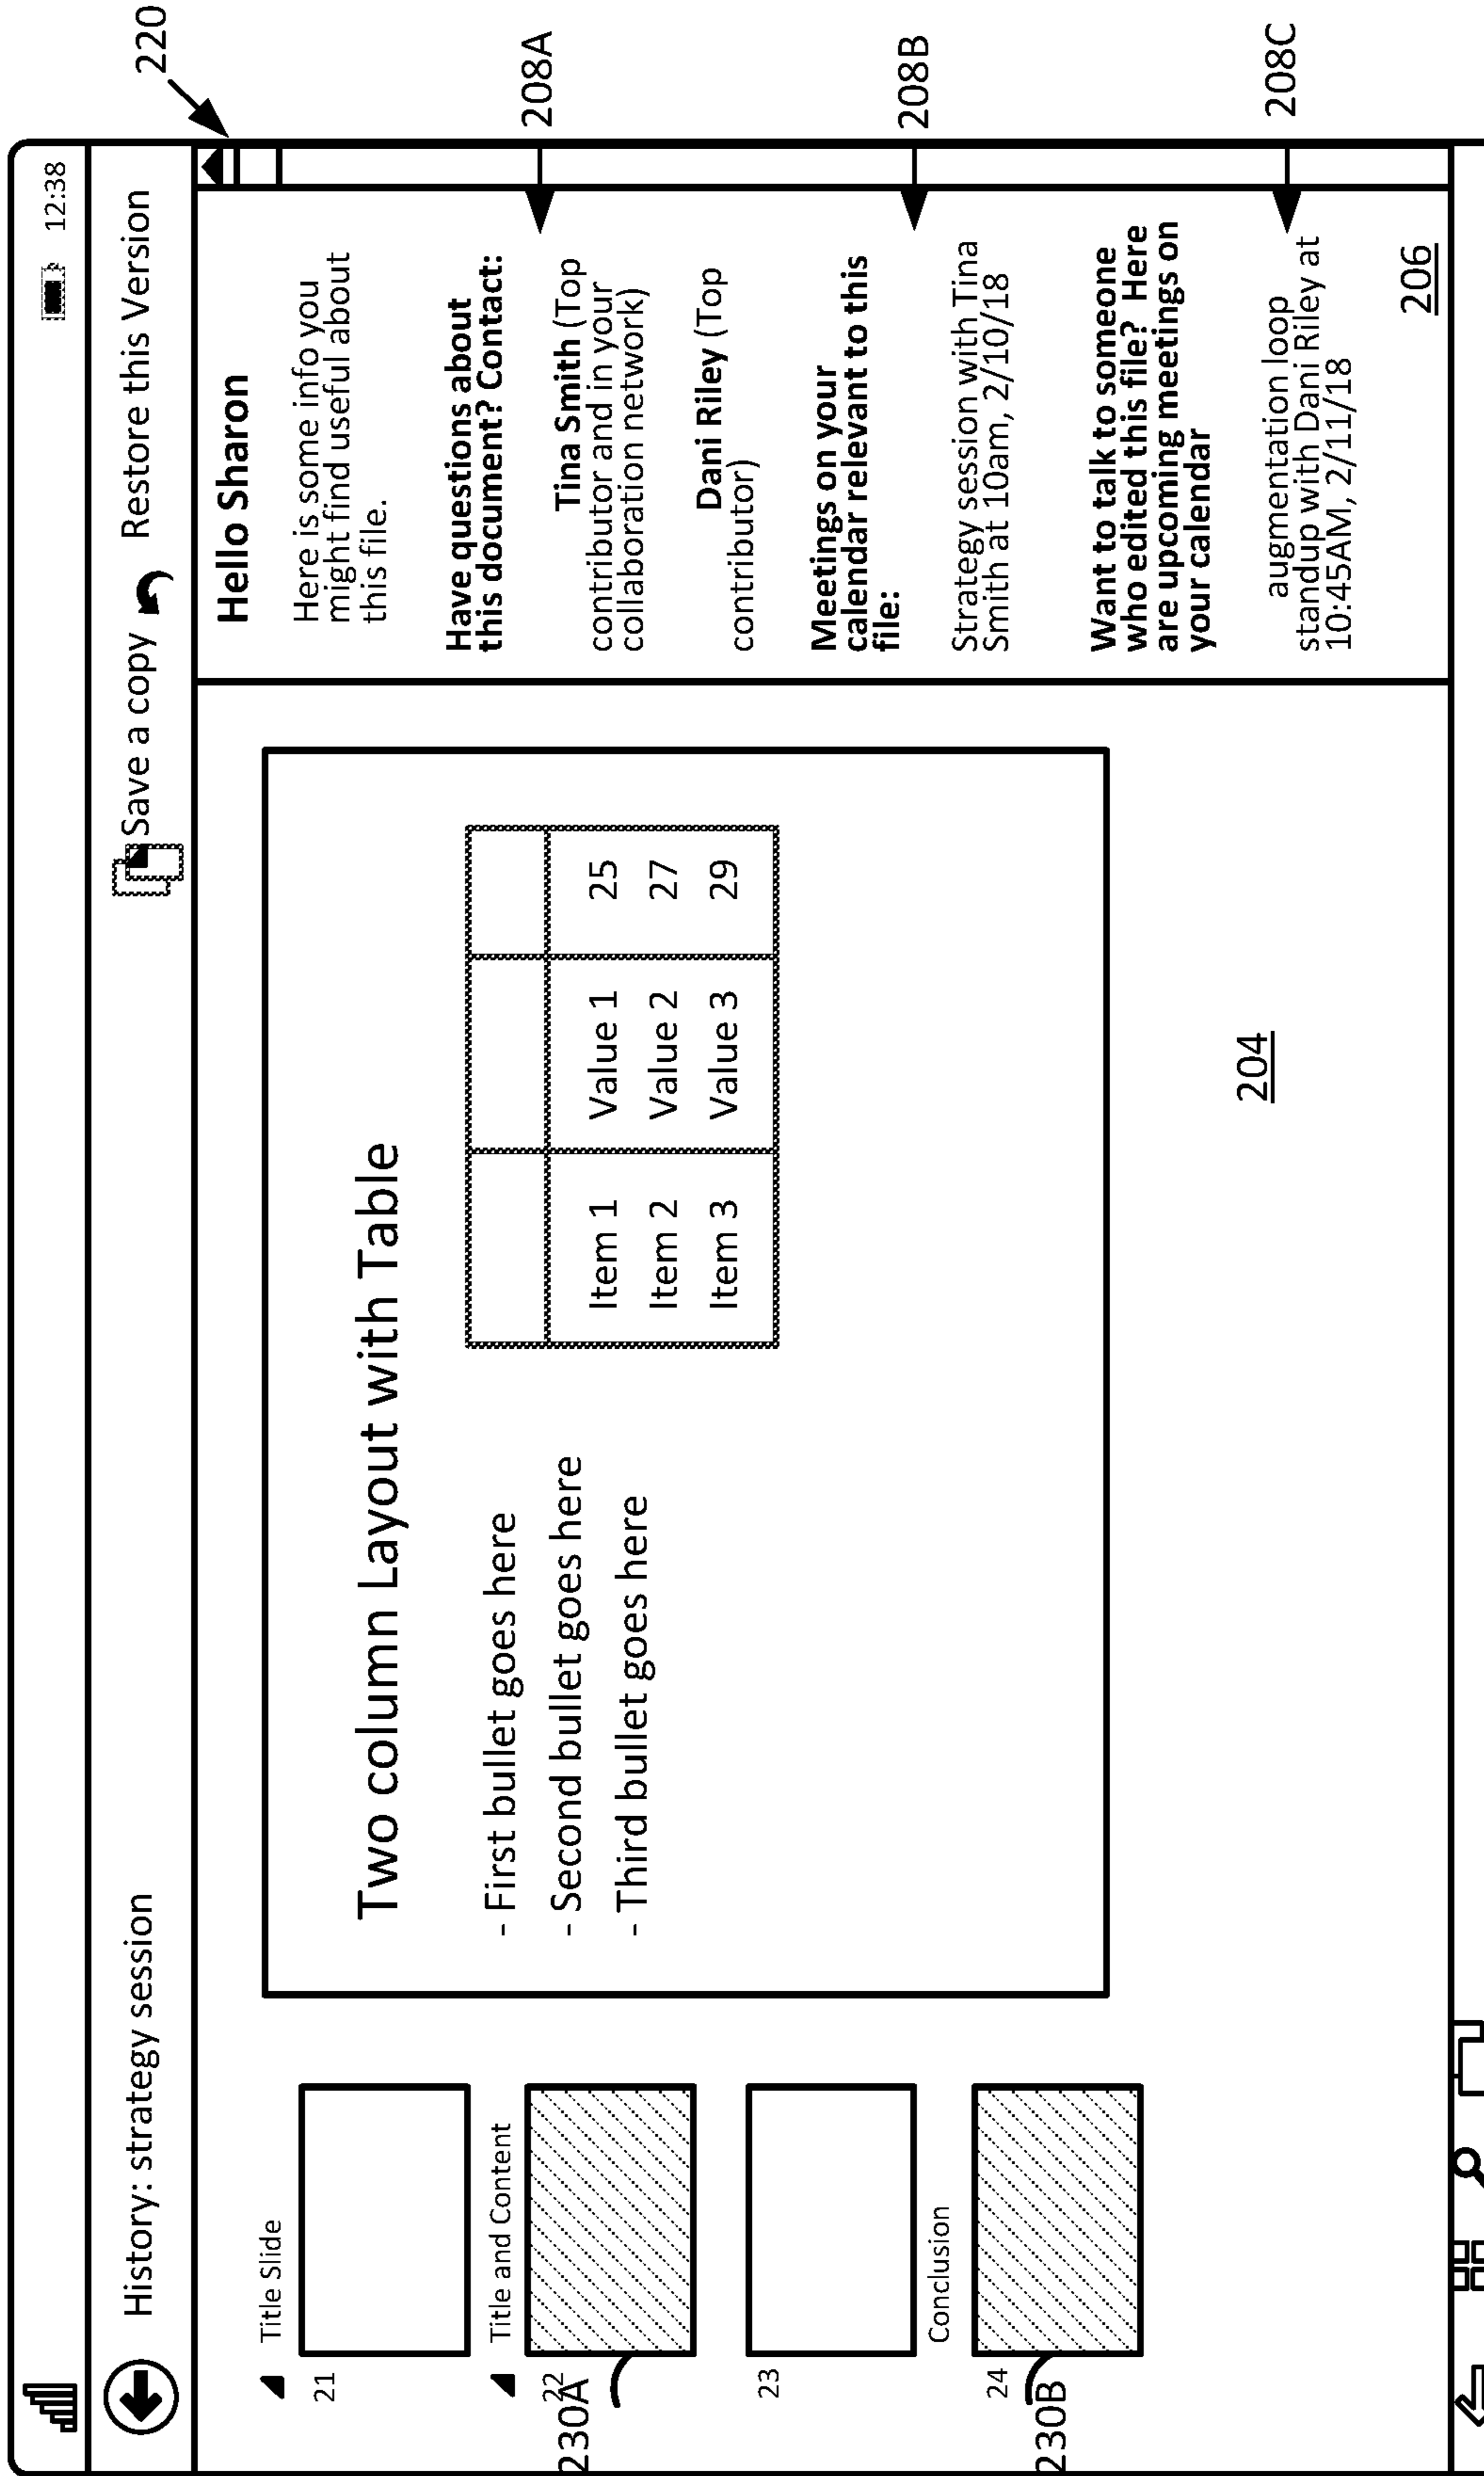 12:38
220
History: strategy session
Save a copy
Restore this Version
Title Slide
21
Title and Content
22
230A
23
Conclusion
24
230B
Two column Layout with Table
- First bullet goes here
- Second bullet goes here
- Third bullet goes here
Item 1 Value 1 25
Item 2 Value 2 27
Item 3 Value 3 29
204
Hello Sharon
Here is some info you
might find useful about
this file.
Have questions about
this document? Contact:
Tina Smith (Top
contributor and in your
collaboration network)
Dani Riley (Top
contributor)
Meetings on your
calendar relevant to this
file:
Strategy session with Tina
Smith at 10am, 2/10/18
Want to talk to someone
who edited this file? Here
are upcoming meetings on
your calendar
augmentation loop
standup with Dani Riley at
10:45AM, 2/11/18
206
208A
208B
208C